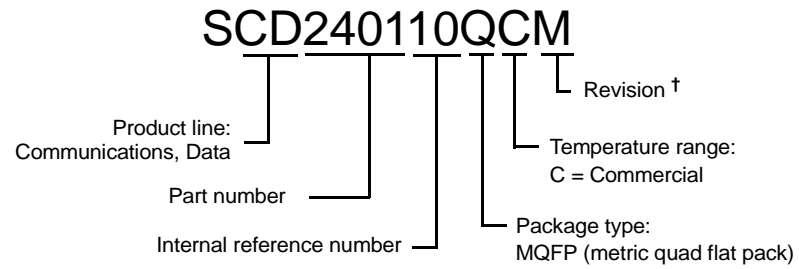 SCD240110QCM
Revision †
Product line:
Communications, Data
Temperature range:
C = Commercial
Part number
Package type:
MQFP (metric quad flat pack)
Internal reference number